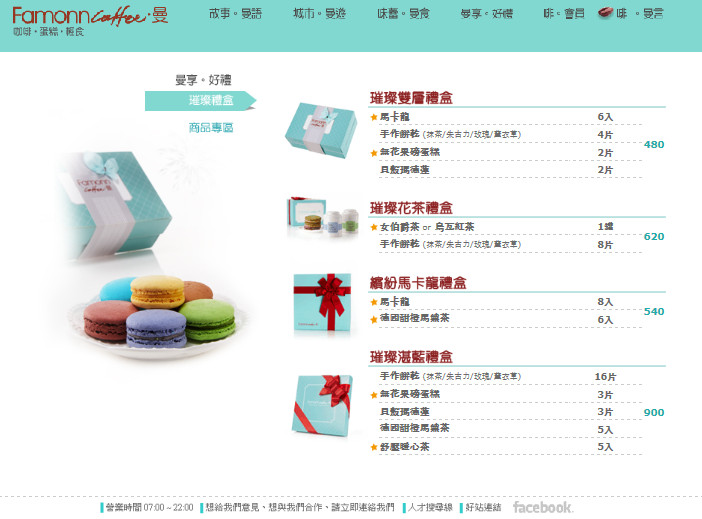 Famonn Caffee·曼
咖啡·蛋糕·輕食
故事。曼語 城市。曼遊 味蕾。曼食 曼享。好禮 啡。會員 啡。曼言
曼享。好禮
璀璨禮盒
商品專區
Famonn
Caffee·曼
璀璨雙層禮盒
馬卡龍 6入
手作餅乾 (抹茶/朱古力/玫瑰/薰衣草) 4片
無花果磅蛋糕 2片
貝殼瑪德蓮 2片
480
璀璨花茶禮盒
女伯爵茶 or 烏瓦紅茶 1罐
手作餅乾 (抹茶/朱古力/玫瑰/薰衣草) 8片
620
繽紛馬卡龍禮盒
馬卡龍 8入
德國甜橙馬鞭茶 6入
540
璀璨湛藍禮盒
手作餅乾 (抹茶/朱古力/玫瑰/薰衣草) 16片
無花果磅蛋糕 3片
貝殼瑪德蓮 3片
德國甜橙馬鞭茶 5入
舒壓暖心茶 5入
900
營業時間 07:00 ~ 22:00 想給我們意見、想與我們合作、請立即連絡我們 人才搜尋線 好站連結 facebook